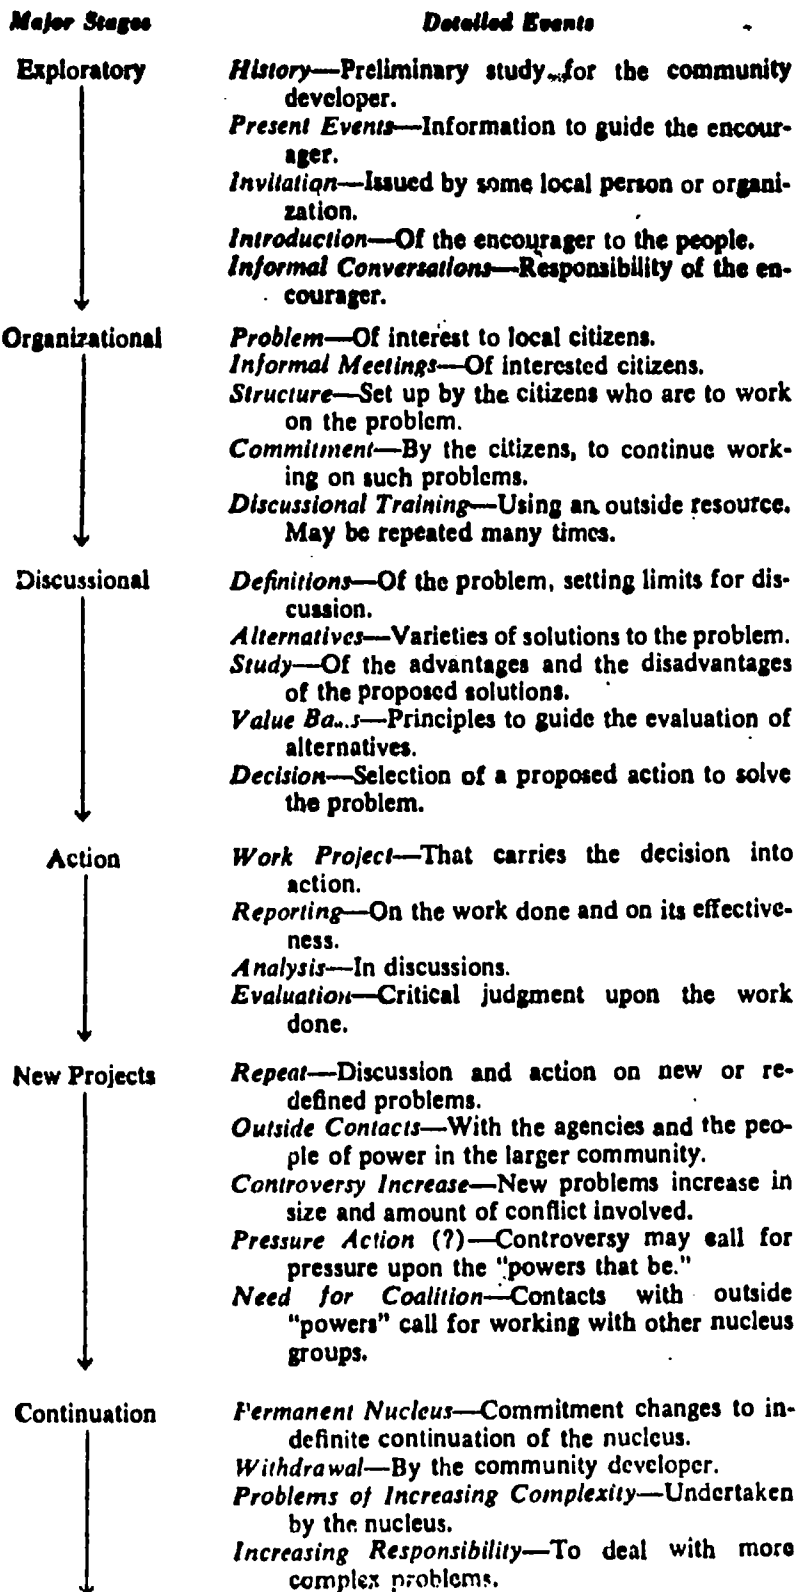 Major Stages Detailed Events
Exploratory History—Preliminary study for the community
developer.
Present Events—Information to guide the encour-
ager.
Invitation—Issued by some local person or organi-
zation.
Introduction—Of the encourager to the people.
Informal Conversations—Responsibility of the en-
courager.
Organizational Problem—Of interest to local citizens.
Informal Meetings—Of interested citizens.
Structure—Set up by the citizens who are to work
on the problem.
Commitment—By the citizens, to continue work-
ing on such problems.
Discussional Training—Using an outside resource.
May be repeated many times.
Discussional Definitions—Of the problem, setting limits for dis-
cussion.
Alternatives—Varieties of solutions to the problem.
Study—Of the advantages and the disadvantages
of the proposed solutions.
Value —Principles to guide the evaluation of
alternatives.
Decision—Selection of a proposed action to solve
the problem.
Action Work Project—That carries the decision into
action.
Reporting—On the work done and on its effective-
ness.
Analysis—In discussions.
Evaluation—Critical judgment upon the work
done.
New Projects Repeat—Discussion and action on new or re-
defined problems.
Outside Contacts—With the agencies and the peo-
ple of power in the larger community.
Controversy Increase—New problems increase in
size and amount of conflict involved.
Pressure Action (?)—Controversy may call for
pressure upon the "powers that be."
Need for Coalition—Contacts with outside
"powers" call for working with other nucleus
groups.
Continuation Permanent Nucleus—Commitment changes to in-
definite continuation of the nucleus.
Withdrawal—By the community developer.
Problems of Increasing Complexity—Undertaken
by the nucleus.
Increasing Responsibility—To deal with more
complex problems.